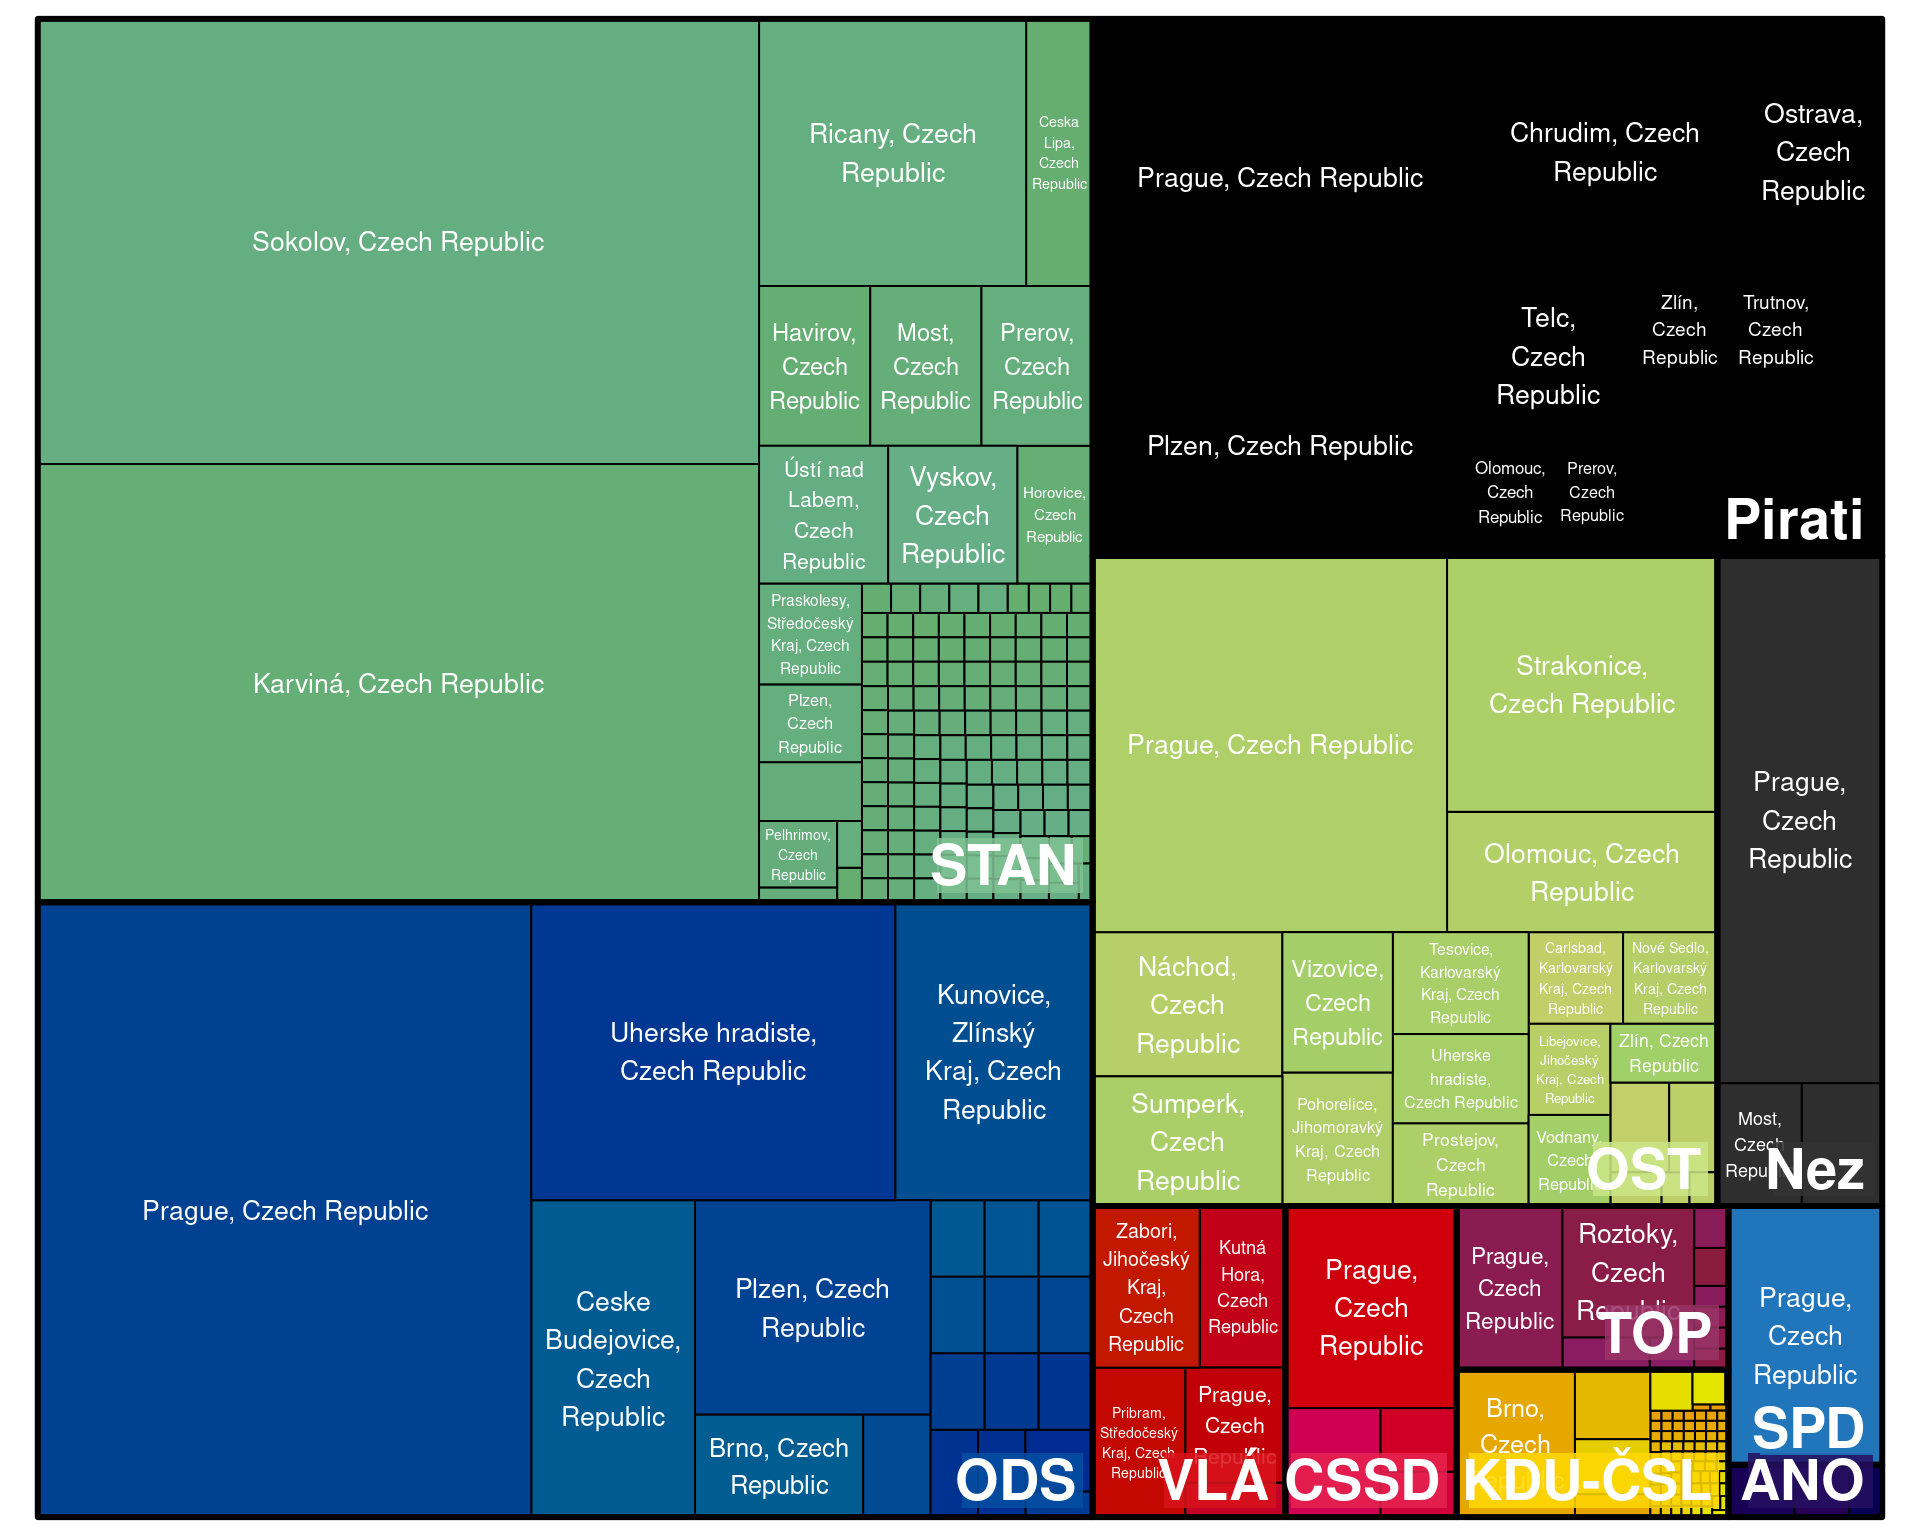 Sokolov, Czech Republic
Karviná, Czech Republic
Ricany, Czech
Republic
Ceska
Lipa,
Czech
Republic
Havirov,
Czech
Republic
Most,
Czech
Republic
Prerov,
Czech
Republic
Ústí nad
Labem,
Czech
Republic
Vyskov,
Czech
Republic
Horovice,
Czech
Republic
Praskolesy,
Středočeský
Kraj, Czech
Republic
Plzen,
Czech
Republic
Pelhrimov,
Czech
Republic
STAN
Prague, Czech Republic
Uherske hradiste,
Czech Republic
Kunovice,
Zlínský
Kraj, Czech
Republic
Ceske
Budejovice,
Czech
Republic
Plzen, Czech
Republic
Brno, Czech
Republic
ODS
Prague, Czech Republic
Plzen, Czech Republic
Chrudim, Czech
Republic
Ostrava,
Czech
Republic
Telc,
Czech
Republic
Zlín,
Czech
Republic
Trutnov,
Czech
Republic
Olomouc,
Czech
Republic
Prerov,
Czech
Republic
Pirati
Prague, Czech Republic
Strakonice,
Czech Republic
Olomouc, Czech
Republic
Náchod,
Czech
Republic
Sumperk,
Czech
Republic
Vizovice,
Czech
Republic
Pohorelice,
Jihomoravký
Kraj, Czech
Republic
Tesovice,
Karlovarský
Kraj, Czech
Republic
Uherske
hradiste,
Czech Republic
Prostejov,
Czech
Republic
Carlsbad,
Karlovarský
Kraj, Czech
Republic
Nové Sedlo,
Karlovarský
Kraj, Czech
Republic
Libejovice,
Jihočeský
Kraj, Czech
Republic
Zlín, Czech
Republic
Vodnany,
Czech
Republic
OST
Prague,
Czech
Republic
Most,
Czech
Republic
Nez
Zabori,
Jihočeský
Kraj,
Czech
Republic
Kutná
Hora,
Czech
Republic
Pribram,
Středočeský
Kraj, Czech
Republic
Prague,
Czech
Republic
VLÁ
Prague,
Czech
Republic
CSSD
Prague,
Czech
Republic
Roztoky,
Czech
Republic
TOP
Brno,
Czech
KDU-ČSL
Prague,
Czech
Republic
SPD
ANO